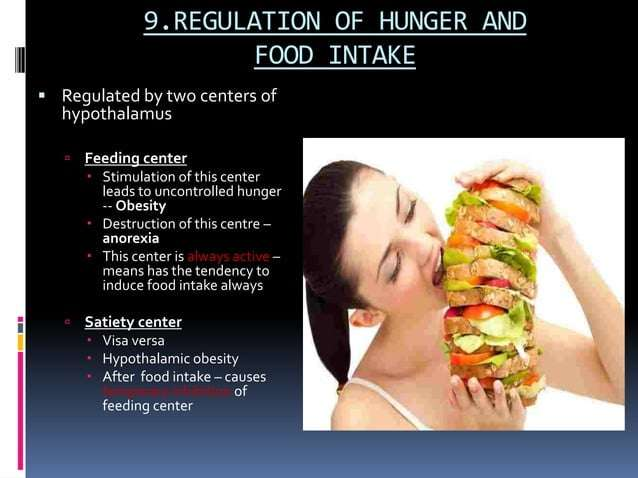 9.REGULATION OF HUNGER AND
FOOD INTAKE
Regulated by two centers of
hypothalamus
Feeding center
Stimulation of this center
leads to uncontrolled hunger
-- Obesity
Destruction of this centre –
anorexia
This center is always active –
means has the tendency to
induce food intake always
Satiety center
Visa versa
Hypothalamic obesity
After food intake – causes
temporary inhibition of
feeding center